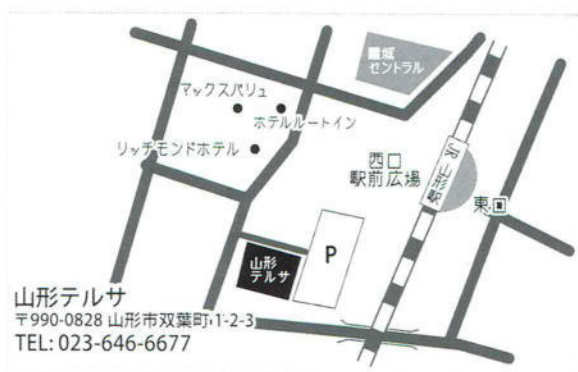 霞城
セントラル
マックスバリュ
ホテルルートイン
リッチモンドホテル
西口
駅前広場
JR 山形駅
東口
P
山形
テルサ
山形テルサ
〒990-0828 山形市双葉町1-2-3
TEL: 023-646-6677